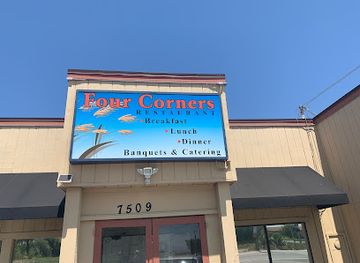 Four Corners
RESTAURANT
Breakfast
Lunch
Dinner
Banquets & Catering
7509